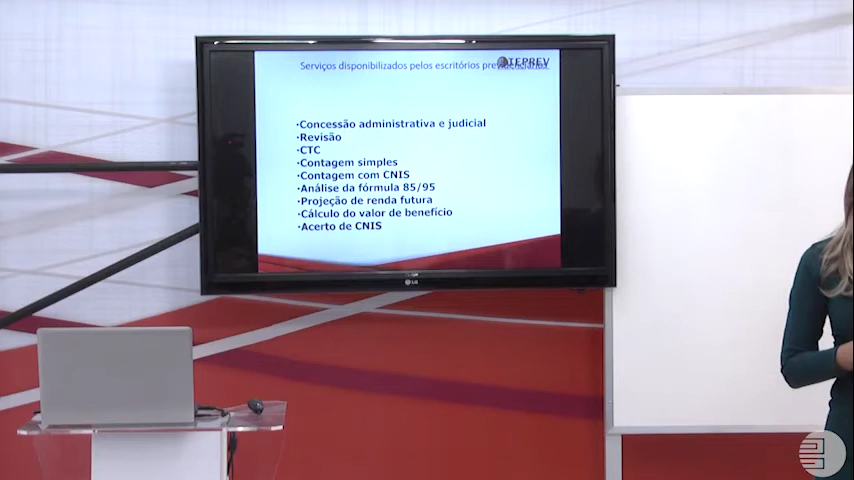 IEPREV
Serviços disponibilizados pelos escritórios previdenciários
·Concessão administrativa e judicial
·Revisão
·CTC
·Contagem simples
·Contagem com CNIS
·Análise da fórmula 85/95
·Projeção de renda futura
·Cálculo do valor de benefício
·Acerto de CNIS
LG